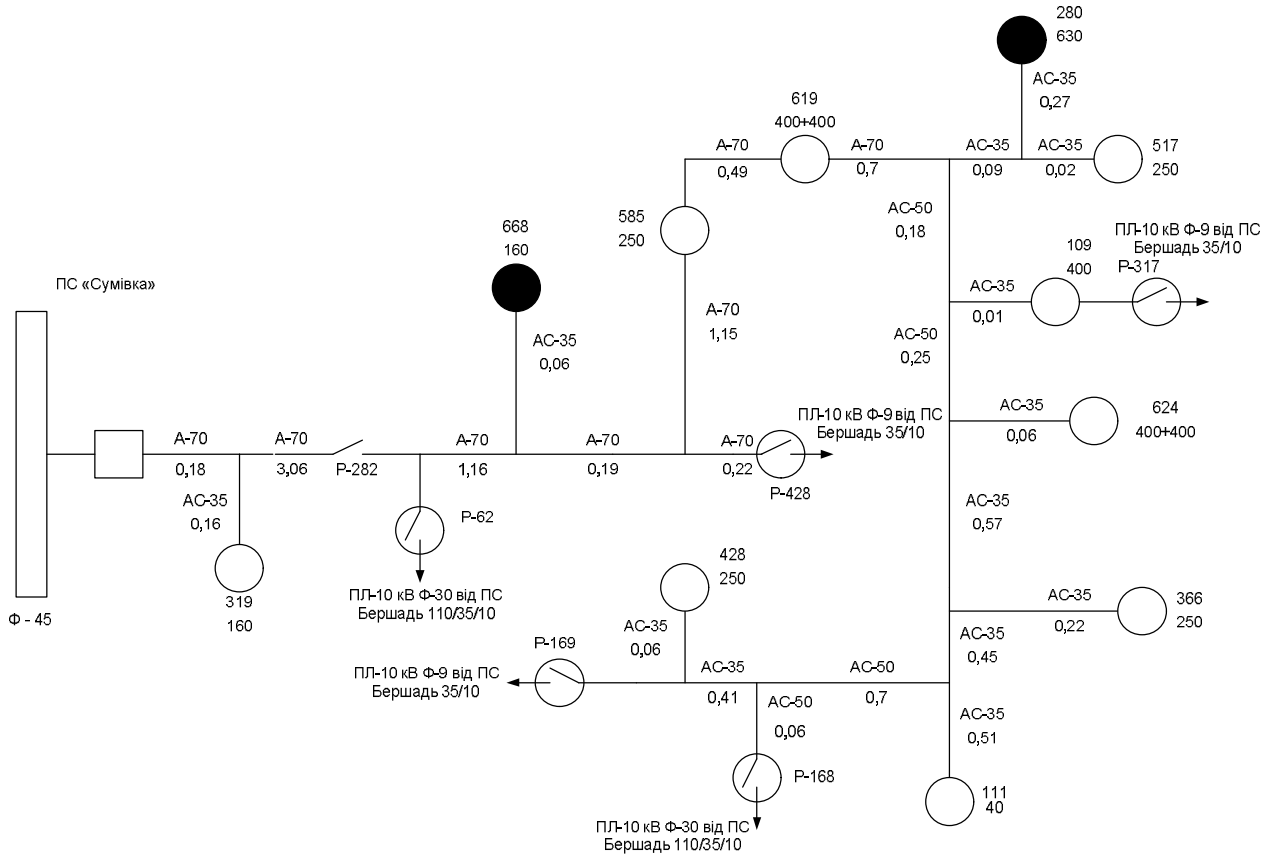 280
630
АС-35
0,27
619
400+400
А-70
0,49
А-70
0,7
АС-35
0,09
АС-35
0,02
517
250
АС-50
0,18
585
250
668
160
ПЛ-10 кВ Ф-9 від ПС
Бершадь 35/10
109
400
Р-317
АС-35
0,01
ПС «Сумівка»
А-70
1,15
АС-35
0,06
АС-50
0,25
АС-35
0,06
624
400+400
ПЛ-10 кВ Ф-9 від ПС
Бершадь 35/10
А-70
0,18
А-70
3,06
Р-282
А-70
1,16
А-70
0,19
А-70
0,22
Р-428
АС-35
0,16
Р-62
АС-35
0,57
319
160
Ф - 45
ПЛ-10 кВ Ф-30 від ПС
Бершадь 110/35/10
428
250
АС-35
0,06
АС-35
0,22
366
250
АС-35
0,45
Р-169
ПЛ-10 кВ Ф-9 від ПС
Бершадь 35/10
АС-35
0,41
АС-50
0,7
АС-50
0,06
АС-35
0,51
Р-168
111
40
ПЛ-10 кВ Ф-30 від ПС
Бершадь 110/35/10